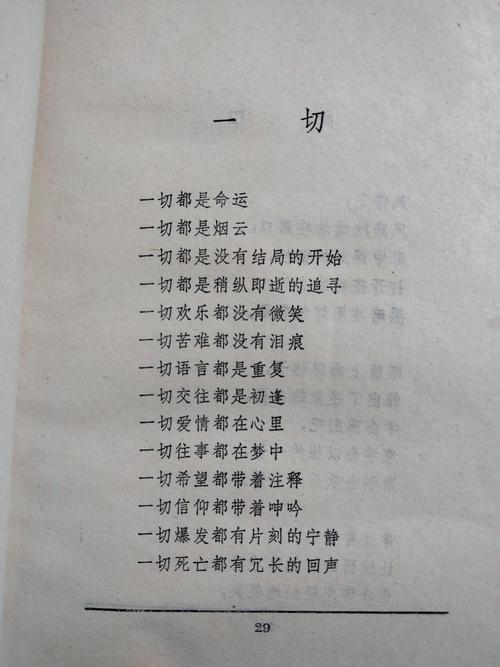 一切
一切都是命运
一切都是烟云
一切都是没有结局的开始
一切都是稍纵即逝的追寻
一切欢乐都没有微笑
一切苦难都没有泪痕
一切语言都是重复
一切交往都是初逢
一切爱情都在心里
一切往事都在梦中
一切希望都带着注释
一切信仰都带着呻吟
一切爆发都有片刻的宁静
一切死亡都有冗长的回声
29